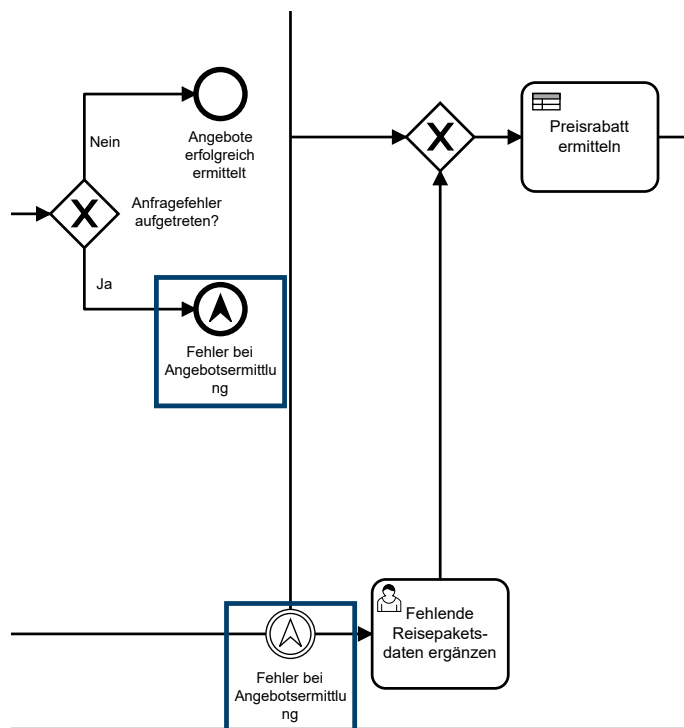 Nein
Angebote
erfolgreich
ermittelt
Anfragefehler
aufgetreten?
Ja
Fehler bei
Angebotsermittlu
ng
Preisrabatt
ermitteln
Fehlende
Reisepakets-
daten ergänzen
Fehler bei
Angebotsermittlu
ng